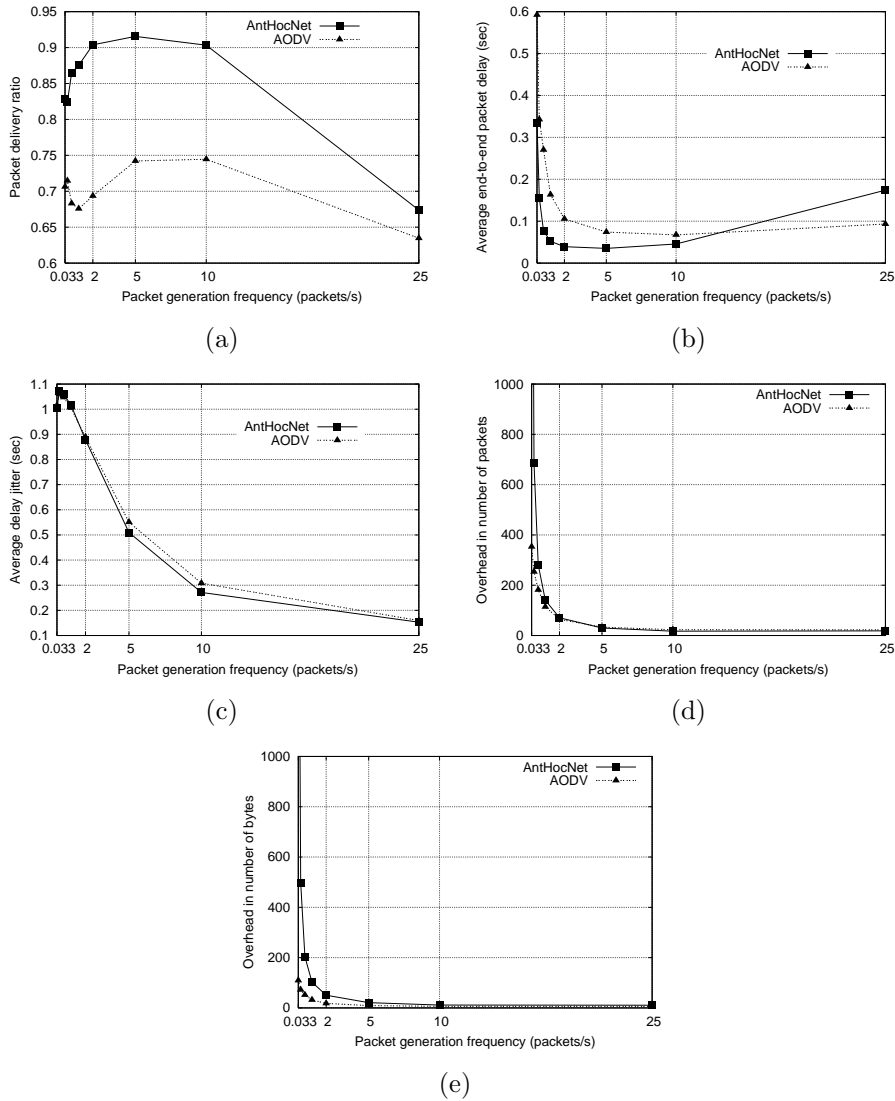 0.95
0.9
0.85
0.8
0.75
0.7
0.65
0.6
Packet delivery ratio
AntHocNet
AODV
0.033 2 5 10 25
Packet generation frequency (packets/s)
(a)
0.6
0.5
0.4
0.3
0.2
0.1
0
Average end-to-end packet delay (sec)
AntHocNet
AODV
0.033 2 5 10 25
Packet generation frequency (packets/s)
(b)
1.1
1
0.9
0.8
0.7
0.6
0.5
0.4
0.3
0.2
0.1
Average delay jitter (sec)
AntHocNet
AODV
0.033 2 5 10 25
Packet generation frequency (packets/s)
(c)
1000
800
600
400
200
0
Overhead in number of packets
AntHocNet
AODV
0.033 2 5 10 25
Packet generation frequency (packets/s)
(d)
1000
800
600
400
200
0
Overhead in number of bytes
AntHocNet
AODV
0.033 2 5 10 25
Packet generation frequency (packets/s)
(e)